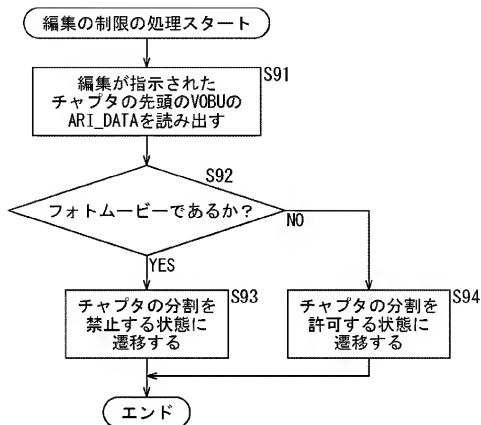 編集の制限の処理スタート
S91
編集が指示された
チャプタの先頭のVOBUの
ARI_DATAを読み出す
S92
フォトムービーであるか?
NO
YES
S93
チャプタの分割を
禁止する状態に
遷移する
S94
チャプタの分割を
許可する状態に
遷移する
エンド